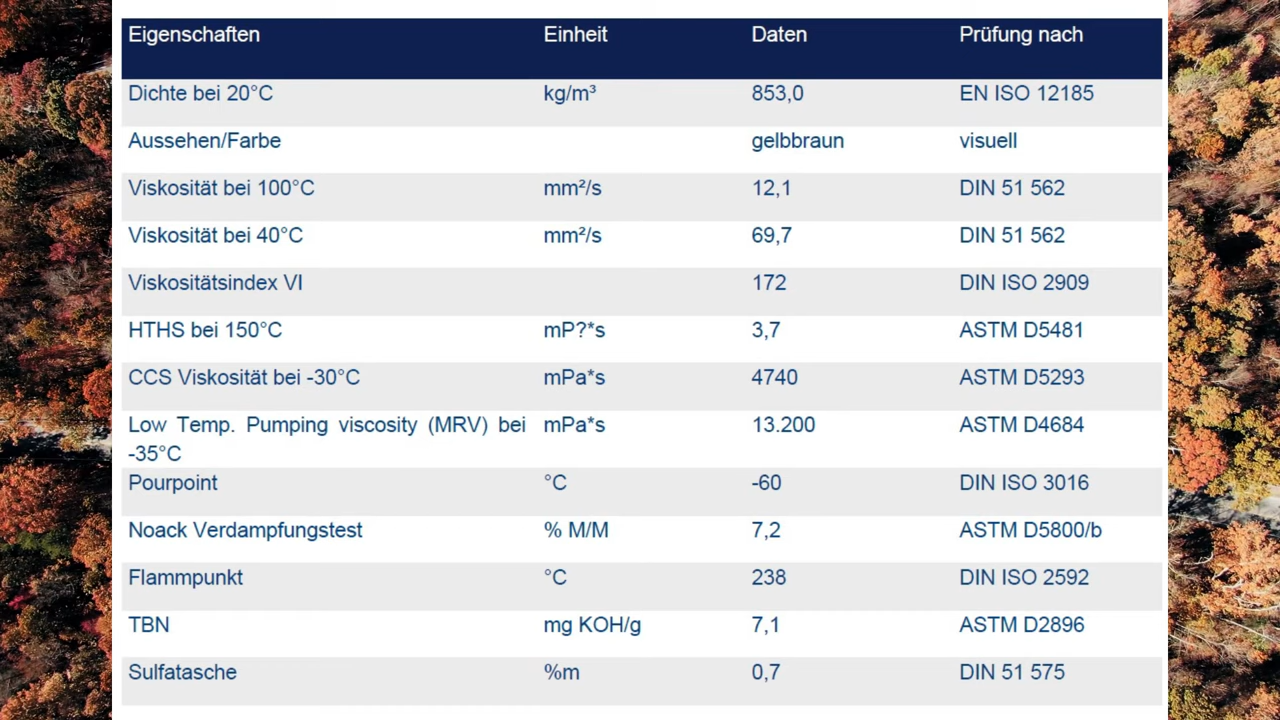 Eigenschaften Einheit Daten Prüfung nach
Dichte bei 20°C kg/m³ 853,0 EN ISO 12185
Aussehen/Farbe gelbbraun visuell
Viskosität bei 100°C mm²/s 12,1 DIN 51 562
Viskosität bei 40°C mm²/s 69,7 DIN 51 562
Viskositätsindex VI 172 DIN ISO 2909
HTHS bei 150°C mP?*s 3,7 ASTM D5481
CCS Viskosität bei -30°C mPa*s 4740 ASTM D5293
Low Temp. Pumping viscosity (MRV) bei mPa*s 13.200 ASTM D4684
-35°C
Pourpoint °C -60 DIN ISO 3016
Noack Verdampfungstest % M/M 7,2 ASTM D5800/b
Flammpunkt °C 238 DIN ISO 2592
TBN mg KOH/g 7,1 ASTM D2896
Sulfatasche %m 0,7 DIN 51 575